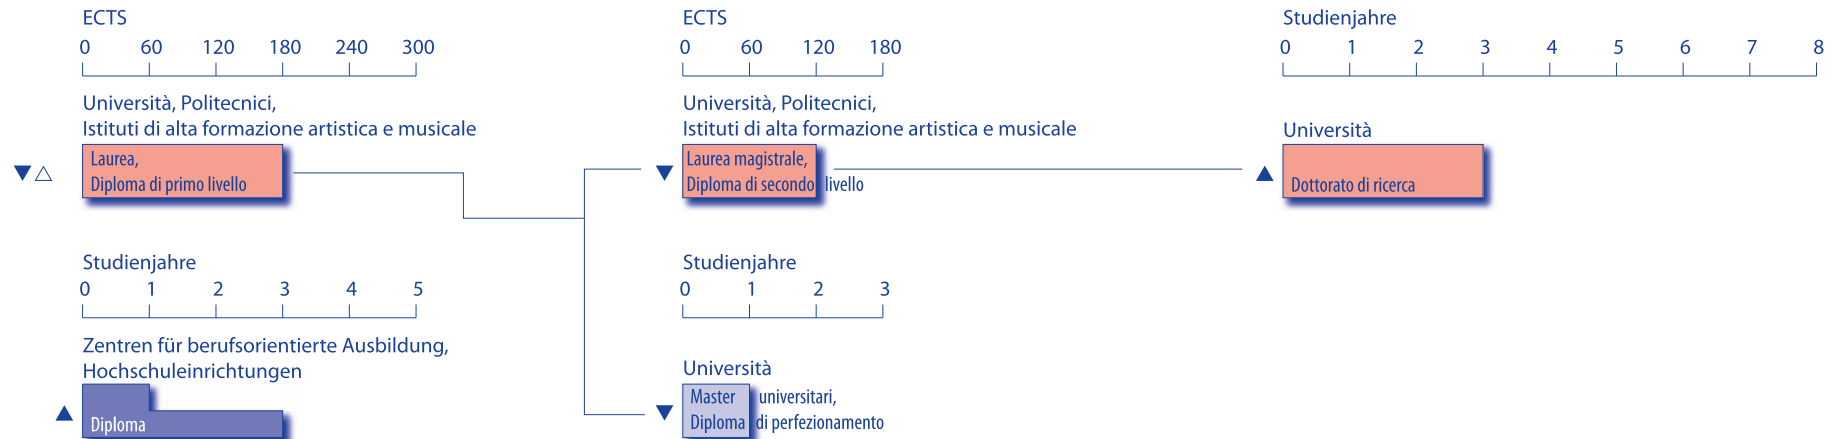 ECTS
0 60 120 180 240 300
Università, Politecnici,
Istituti di alta formazione artistica e musicale
Laurea,
Diploma di primo livello
Studienjahre
0 1 2 3 4 5
Zentren für berufsorientierte Ausbildung,
Hochschuleinrichtungen
Diploma
ECTS
0 60 120 180
Università, Politecnici,
Istituti di alta formazione artistica e musicale
Laurea magistrale,
Diploma di secondo livello
Studienjahre
0 1 2 3
Università
Master universitari,
Diploma di perfezionamento
Studienjahre
0 1 2 3 4 5 6 7 8
Università
Dottorato di ricerca